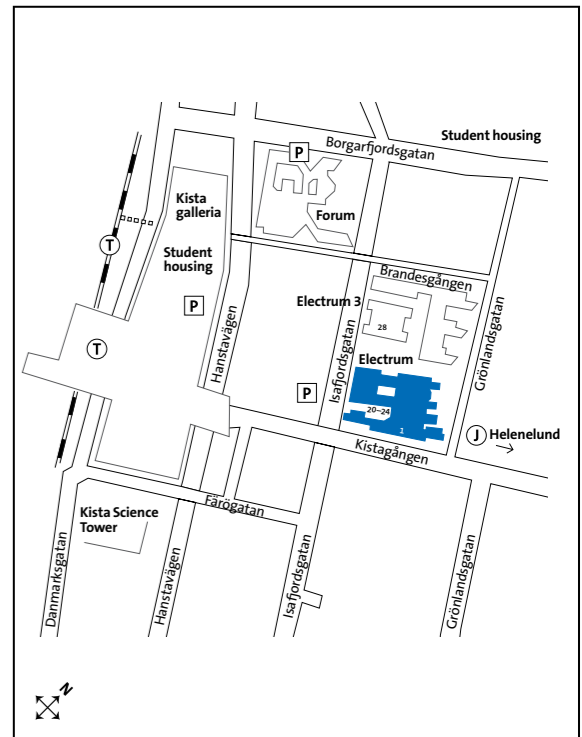 Student housing
Borgarfjordsgatan
P
Kista
galleria
Forum
T
Student
housing
Brandesgången
P
Electrum 3
28
Hanstavägen
Isafjordsgatan
Grönlandsgatan
T
Electrum
P
20–24
1
J Helenelund
Kistagången
Färögatan
Kista Science
Tower
Danmarksgatan
Hanstavägen
Isafjordsgatan
Grönlandsgatan
N